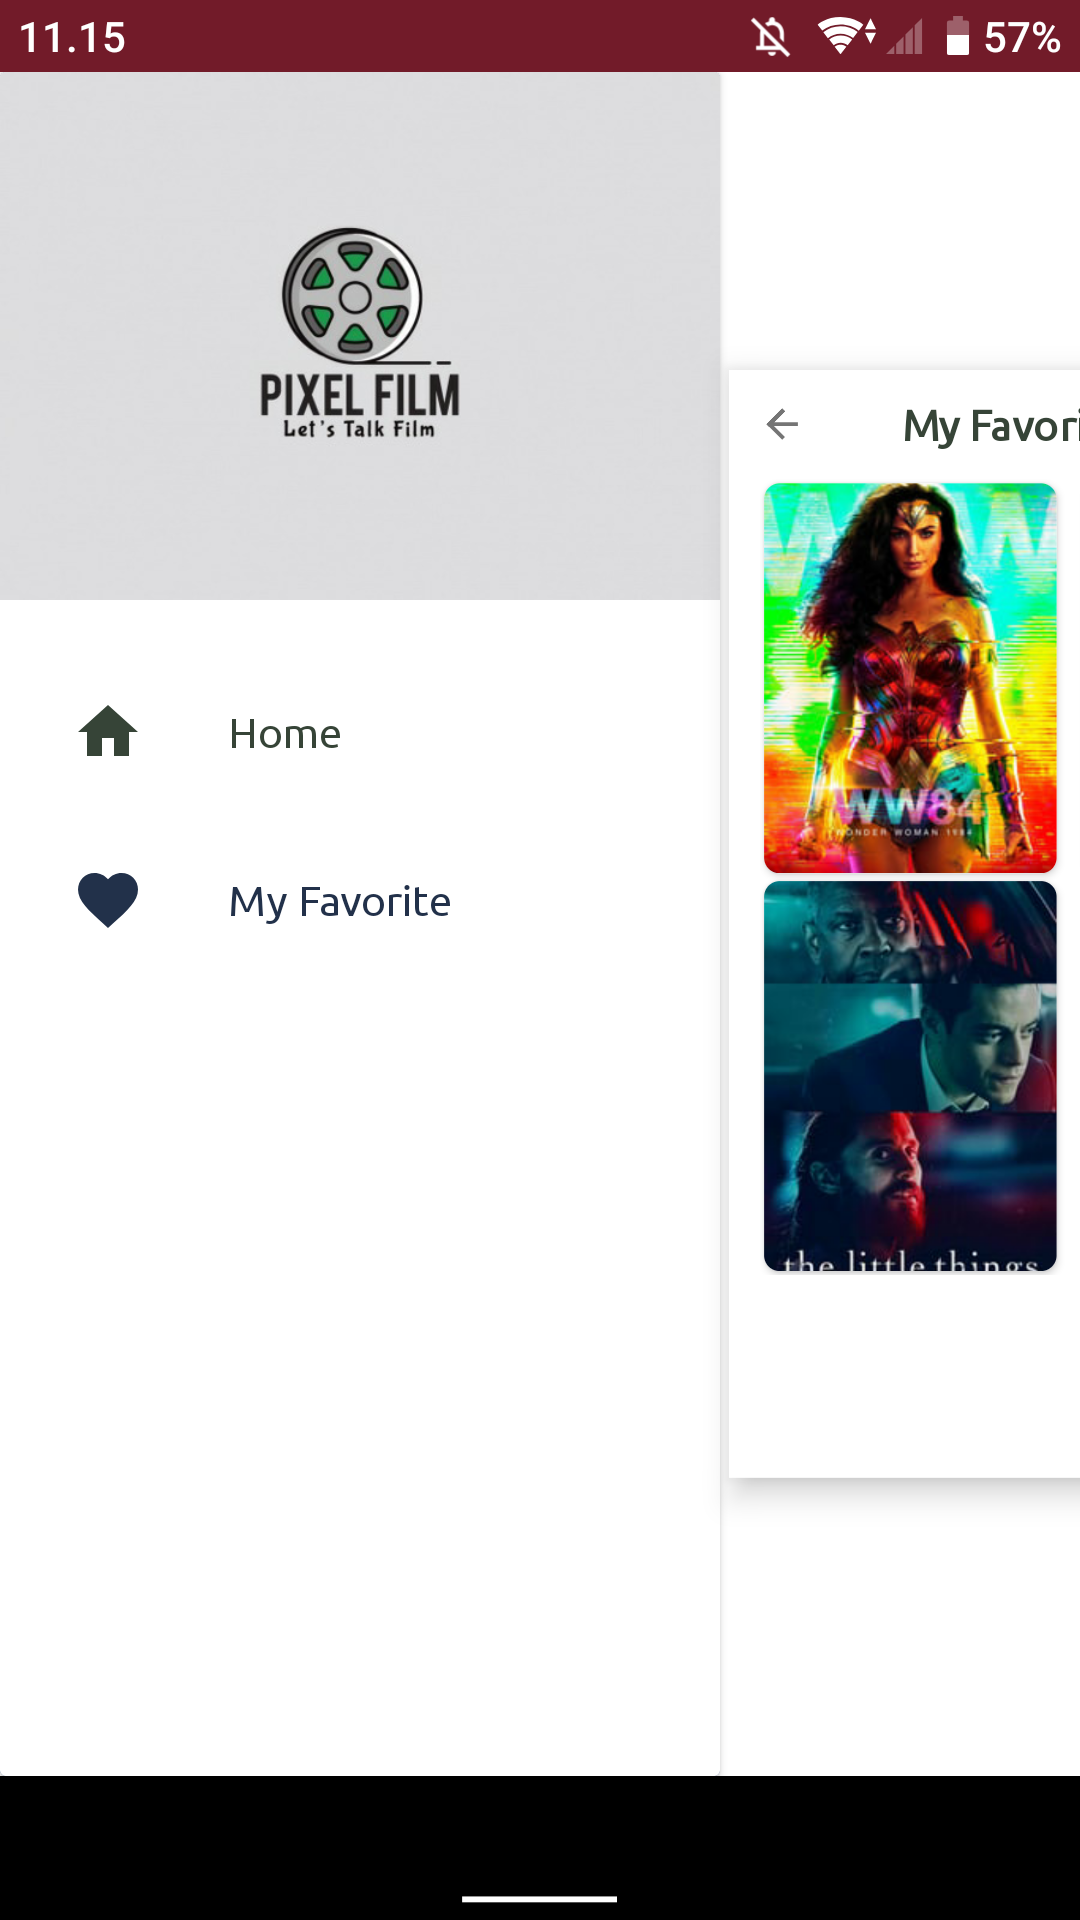 11.15
57%
PIXEL FILM
Let's Talk Film
Home
My Favorite
My Favori
WW84
WONDER WOMAN 1984
the little things